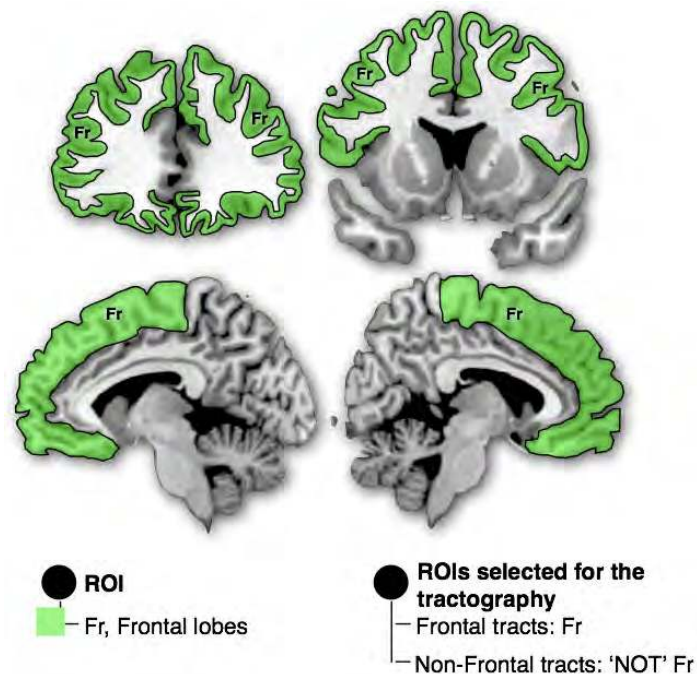 Fr
Fr
Fr
Fr
Fr
Fr
ROI
Fr, Frontal lobes
ROIs selected for the
tractography
Frontal tracts: Fr
Non-Frontal tracts: ‘NOT’ Fr